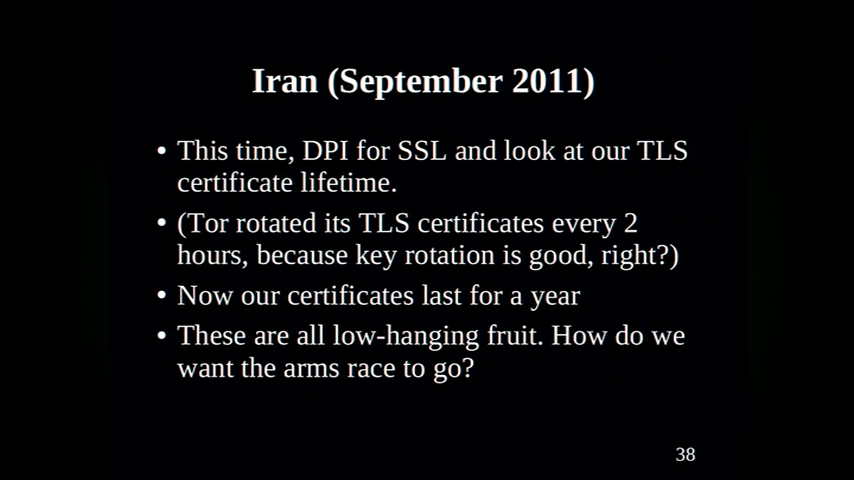 Iran (September 2011)
• This time, DPI for SSL and look at our TLS
certificate lifetime.
• (Tor rotated its TLS certificates every 2
hours, because key rotation is good, right?)
• Now our certificates last for a year
• These are all low-hanging fruit. How do we
want the arms race to go?
38